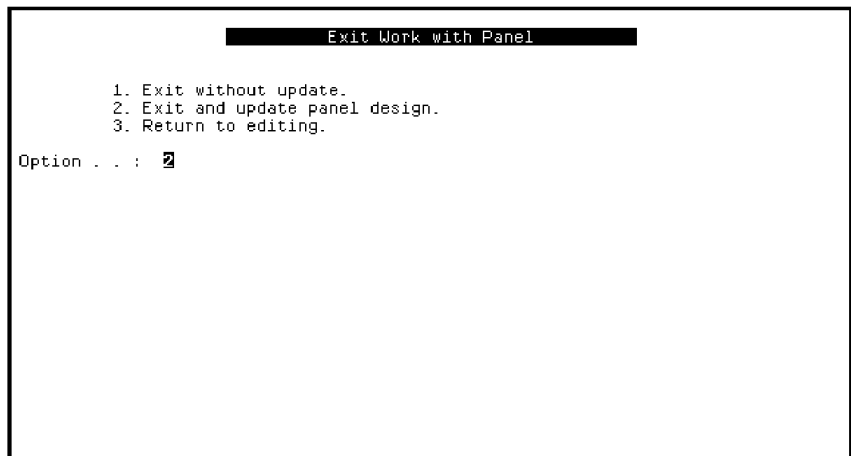 Exit Work with Panel
1. Exit without update.
2. Exit and update panel design.
3. Return to editing.
Option . . : 2